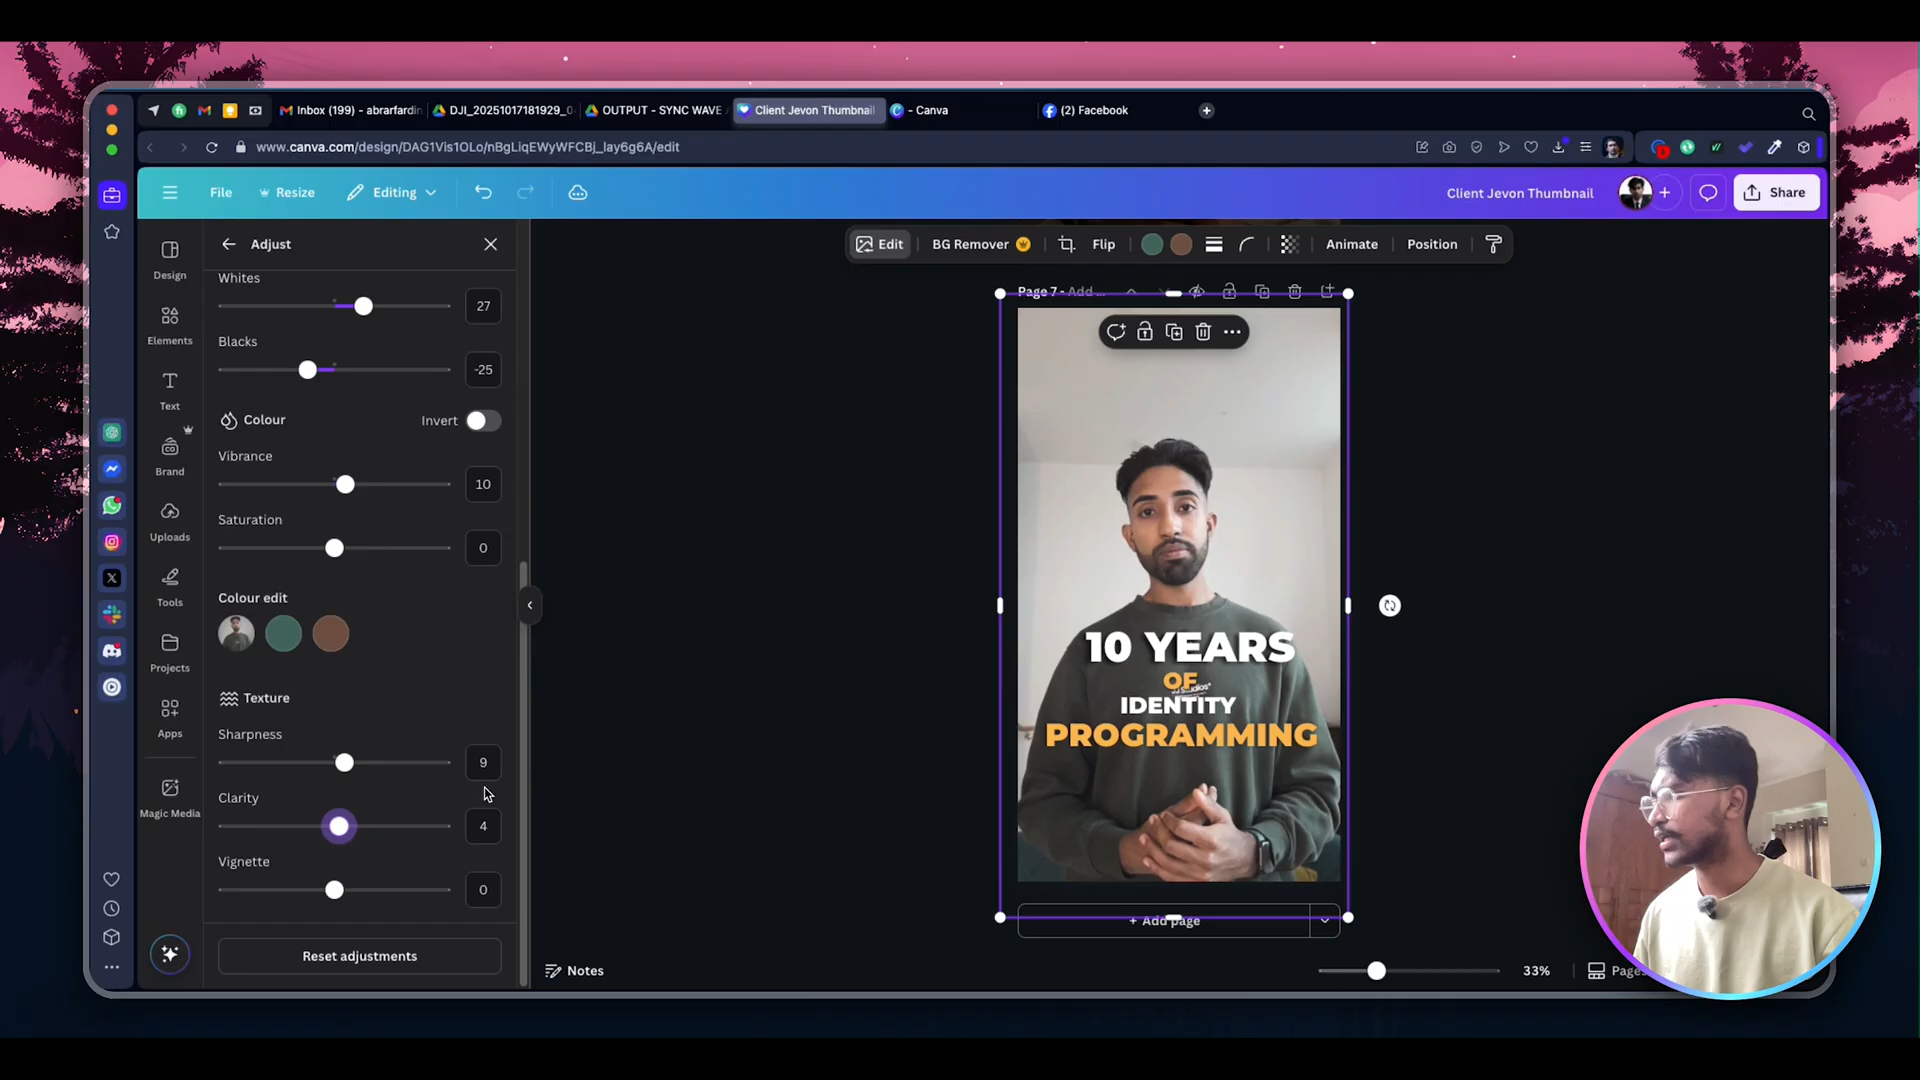 Inbox (199) - abrarfardin
DJI_20251017181929_0
OUTPUT - SYNC WAVE
Client Jevon Thumbnail
- Canva
(2) Facebook
www.canva.com/design/DAG1Vis1OLo/nBgLiqEWyWFCBj_lay6g6A/edit
File
Resize
Editing
Client Jevon Thumbnail
Share
Adjust
Edit
BG Remover
Flip
Animate
Position
Design
Elements
Text
Brand
Uploads
Tools
Projects
Apps
Magic Media
Whites
27
Blacks
-25
Colour
Invert
Vibrance
10
Saturation
0
Colour edit
Texture
Sharpness
9
Clarity
4
Vignette
0
Reset adjustments
Page 7 - Add ...
10 YEARS
OF
IDENTITY
PROGRAMMING
+ Add page
Notes
33%
Pages